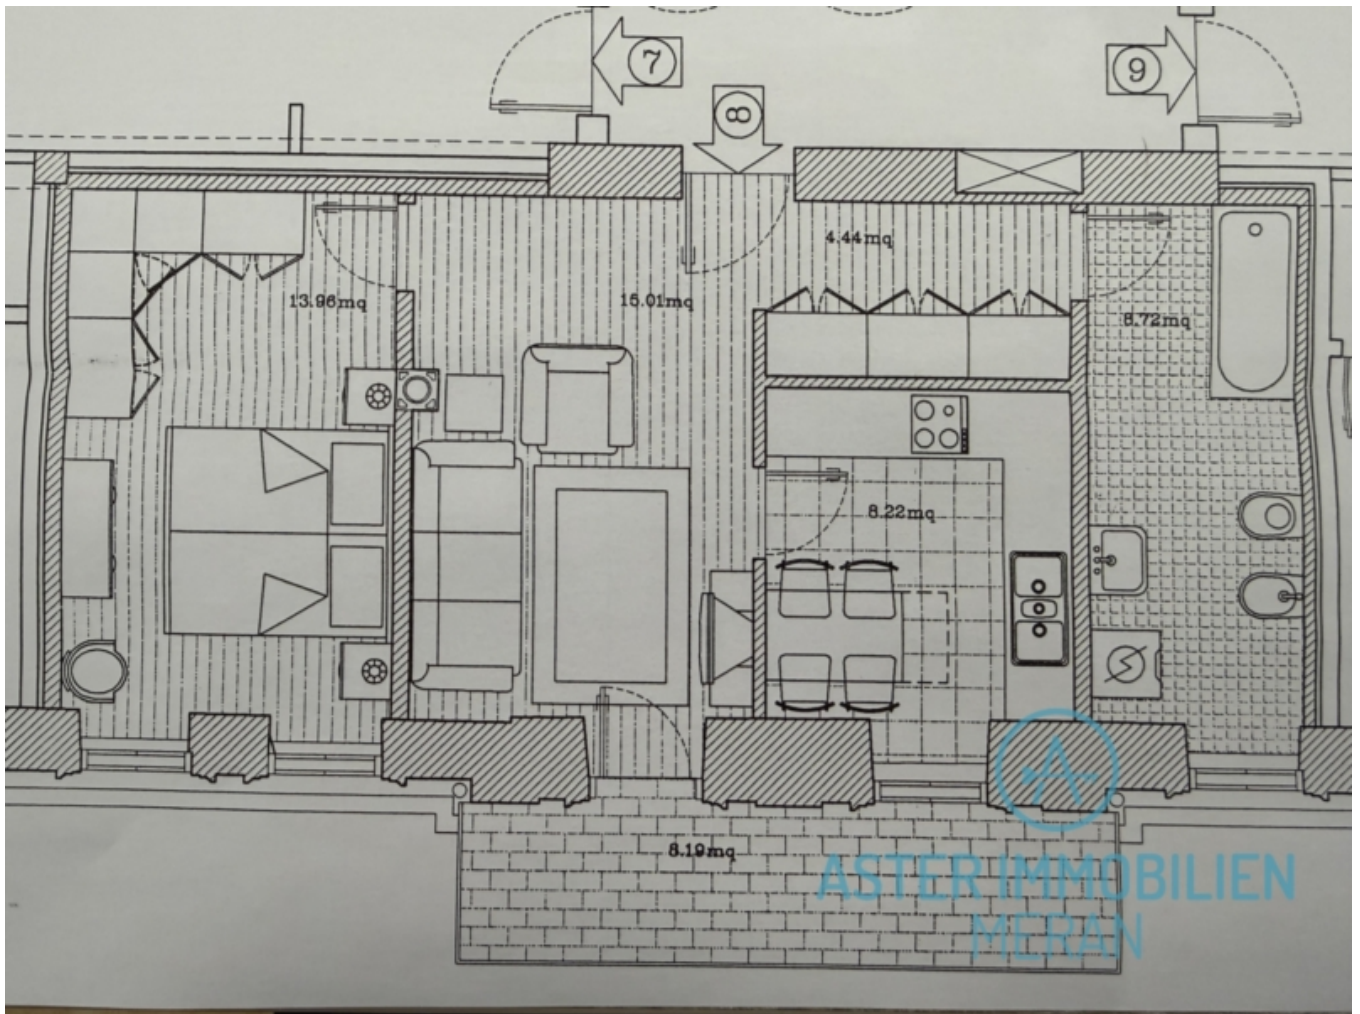 7
9
8
4.44mq
13.96mq
15.01mq
8.72mq
8.22mq
8.19mq
ASTER IMMOBILIEN
MERAN